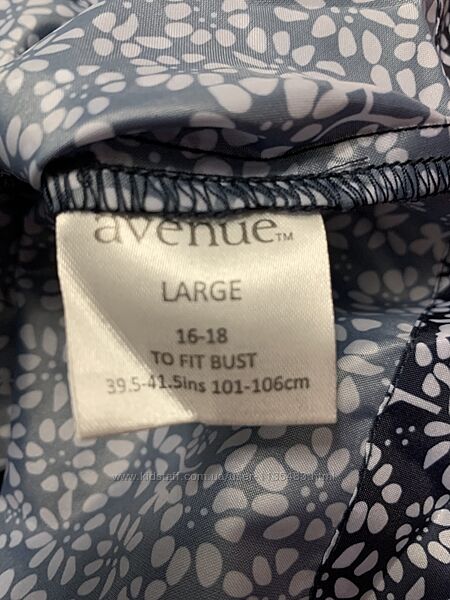 avenue™
LARGE
16-18
TO FIT BUST
39.5-41.5ins 101-106cm